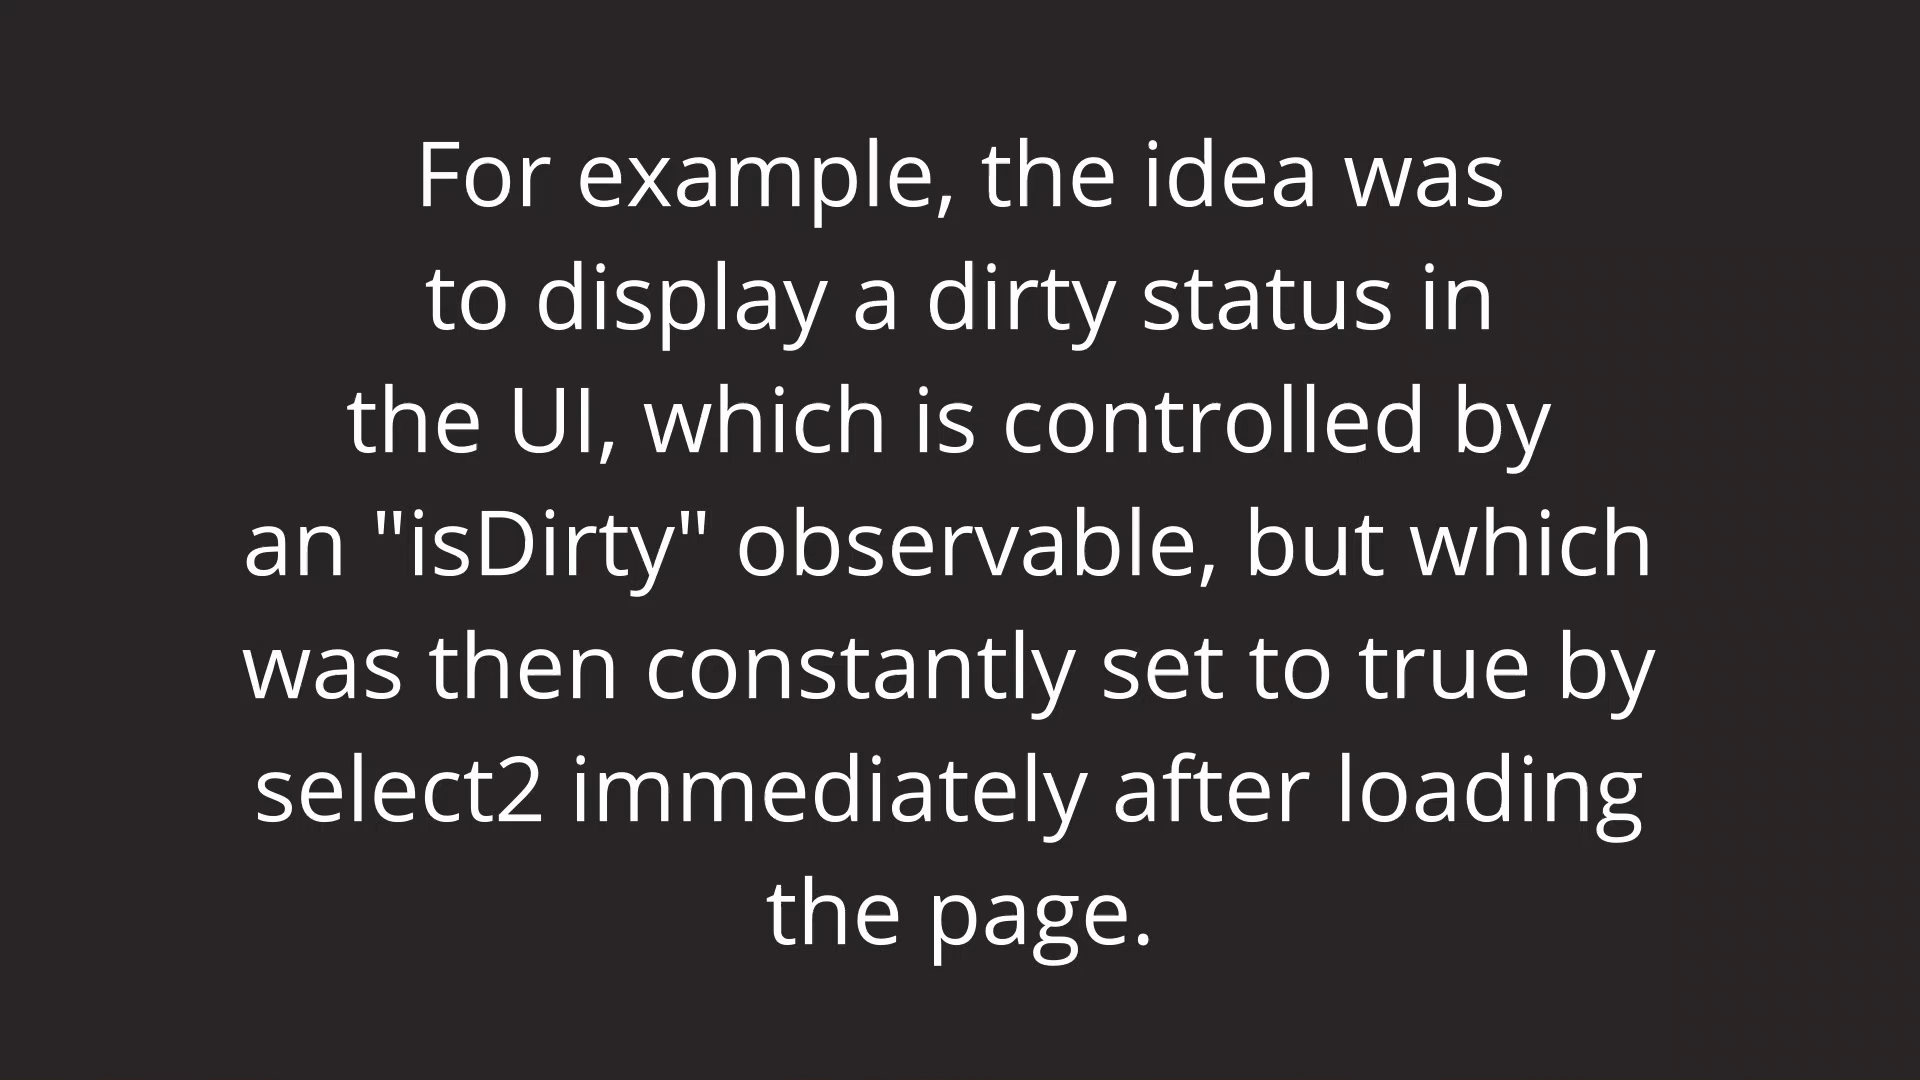 For example, the idea was
to display a dirty status in
the UI, which is controlled by
an "isDirty" observable, but which
was then constantly set to true by
select2 immediately after loading
the page.